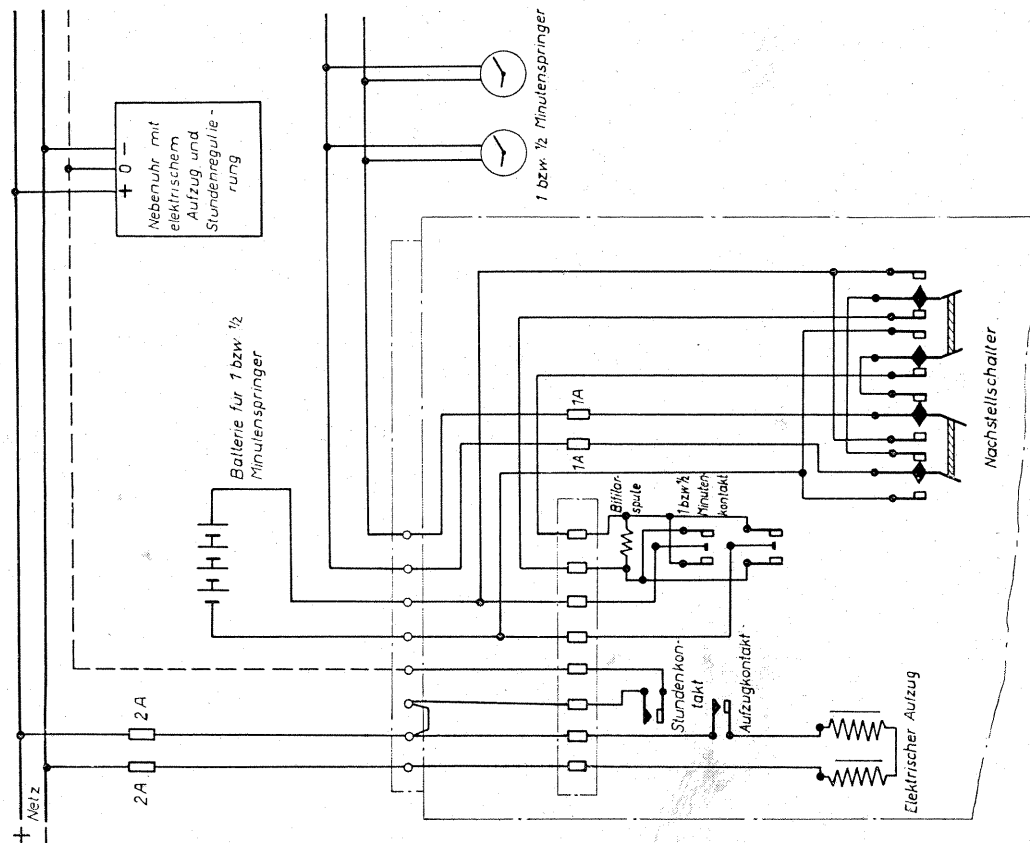 + Netz
2A
2A
+ 0 −
Nebenuhr mit
elektrischem
Aufzug und
Stundenregulie-
rung
Batterie für 1 bzw 1/2
Minutenspringer
1 bzw. 1/2 Minutenspringer
1A
1A
Bifilar-
spule
1 bzw 1/2
Minuten-
kontakt
Stundenkon-
takt
Aufzugkontakt
Elektrischer Aufzug
Nachstellschalter